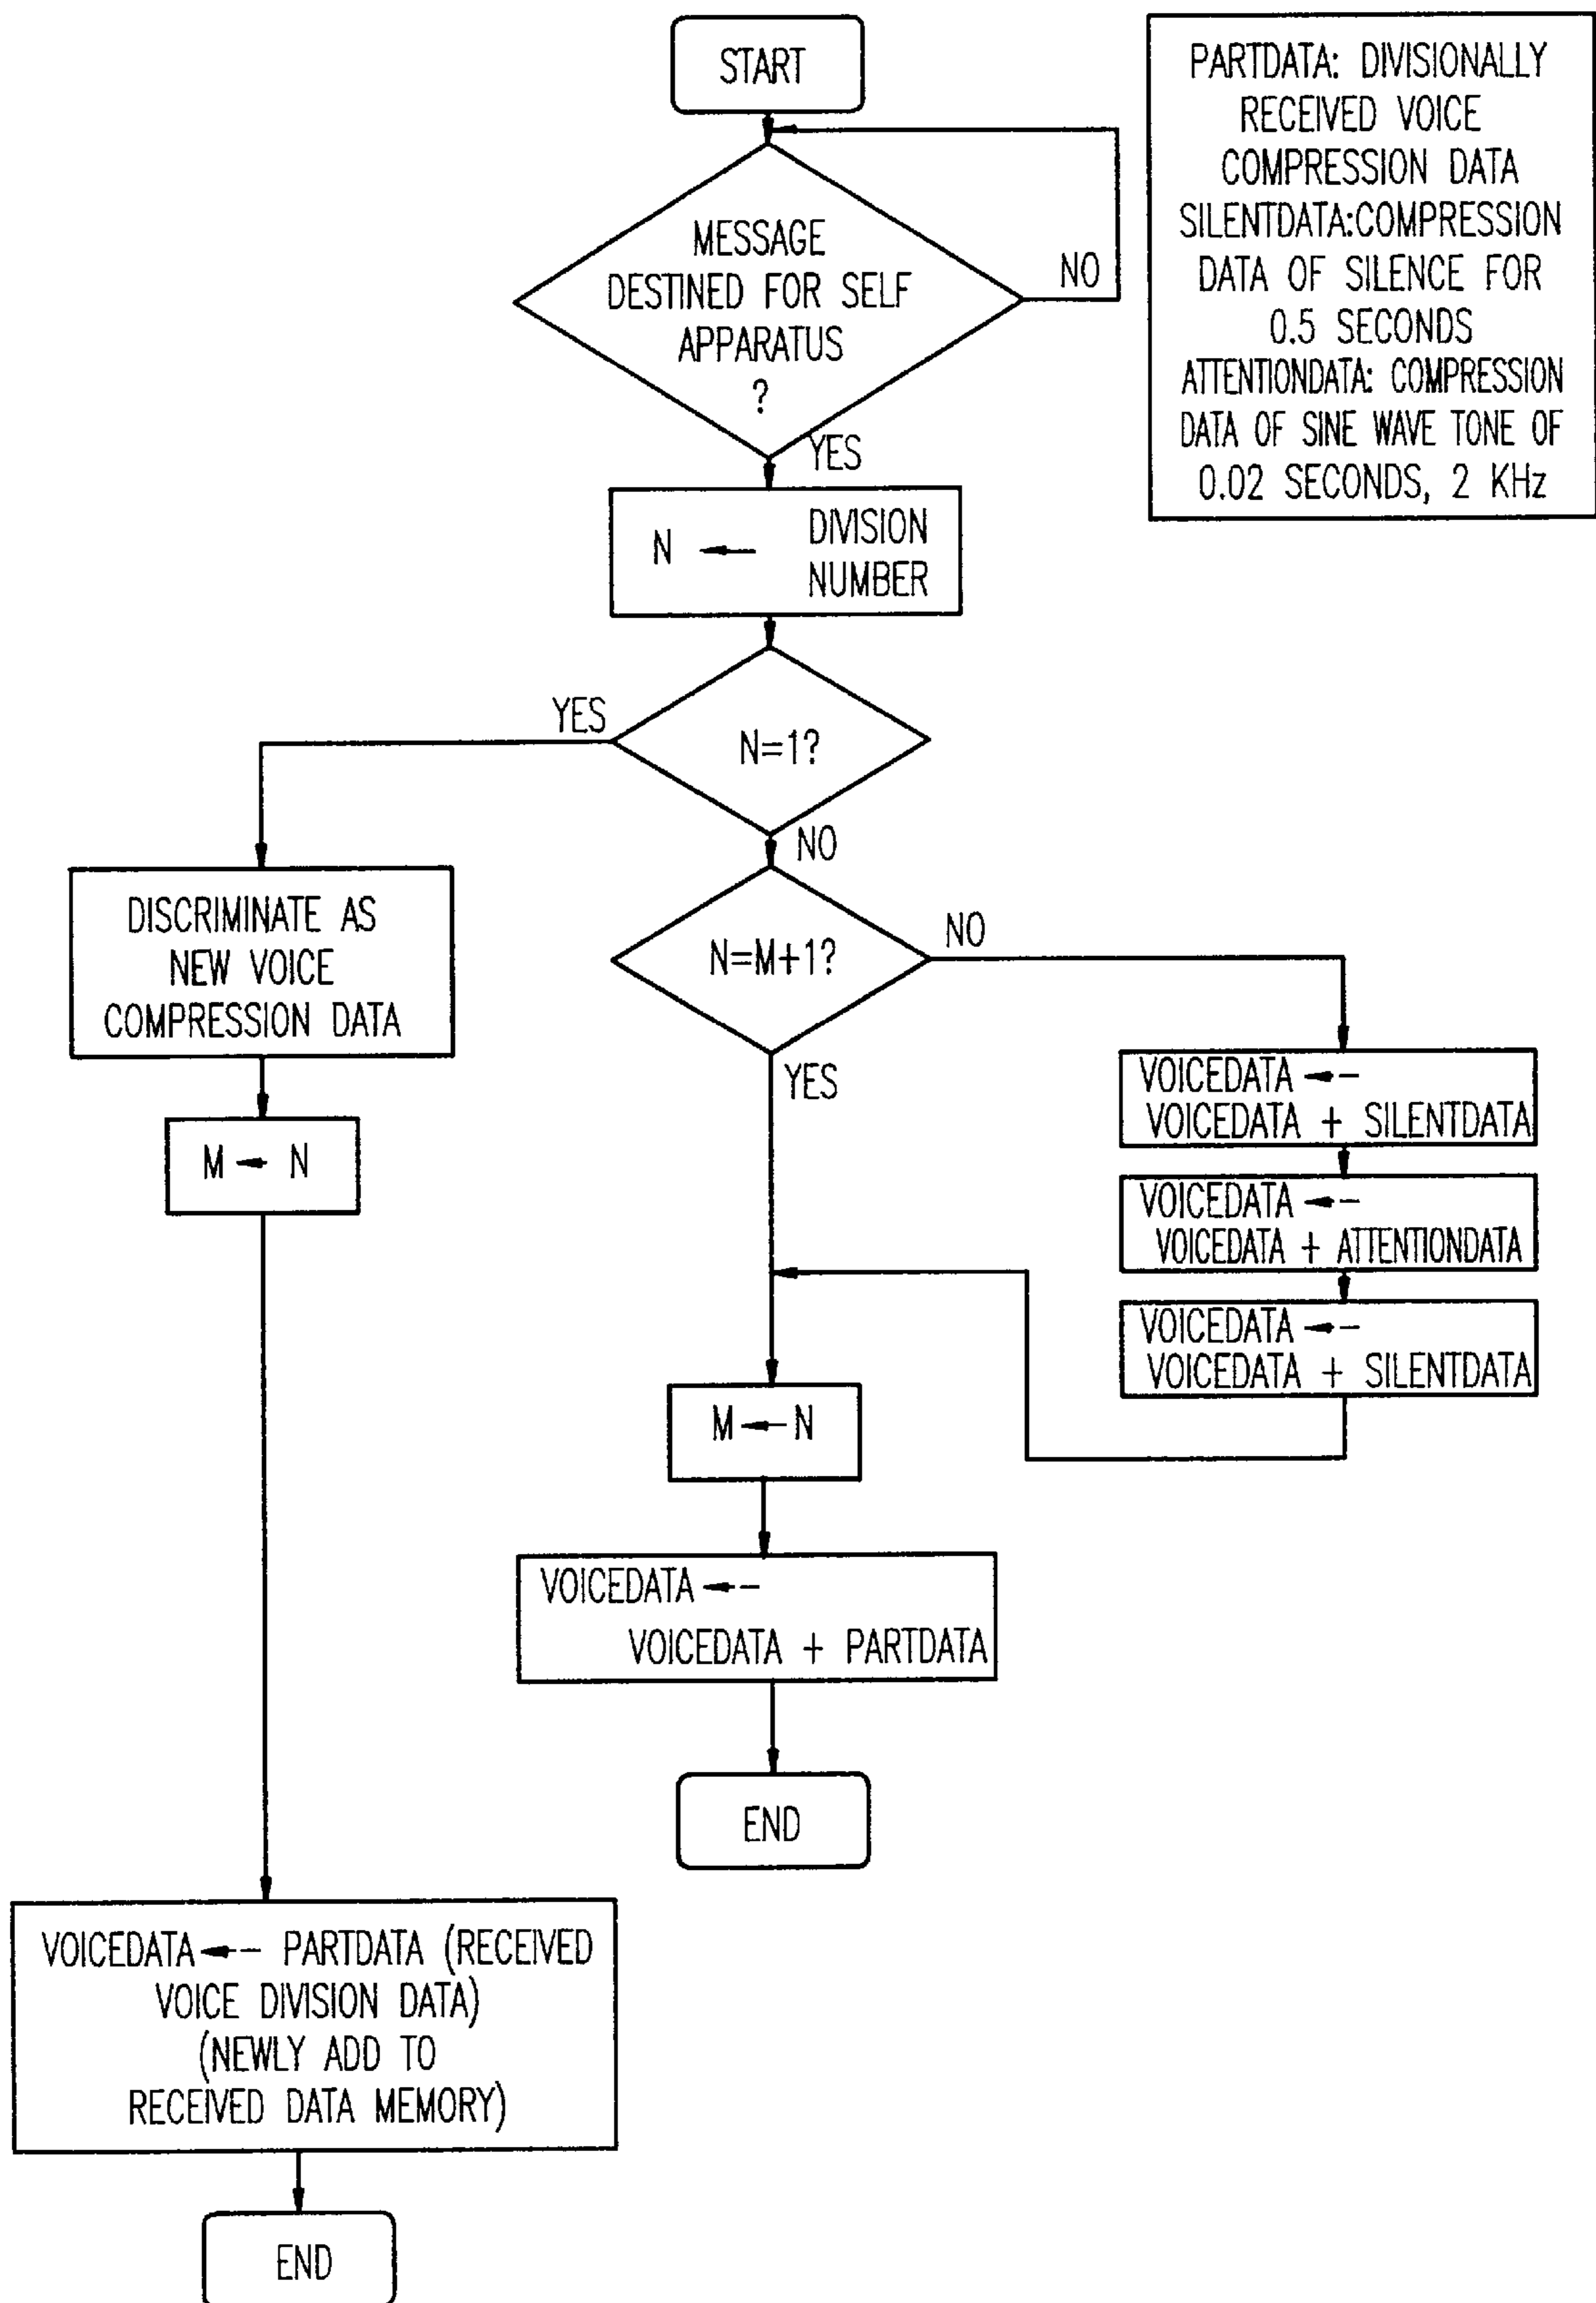 START
PARTDATA: DIVISIONALLY
RECEIVED VOICE
COMPRESSION DATA
SILENTDATA:COMPRESSION
DATA OF SILENCE FOR
0.5 SECONDS
ATTENTIONDATA: COMPRESSION
DATA OF SINE WAVE TONE OF
0.02 SECONDS, 2 KHz
MESSAGE
DESTINED FOR SELF
APPARATUS
?
NO
YES
N ← DIVISION
NUMBER
N=1?
YES
NO
DISCRIMINATE AS
NEW VOICE
COMPRESSION DATA
M ← N
N=M+1?
NO
YES
VOICEDATA ←
VOICEDATA + SILENTDATA
VOICEDATA ←
VOICEDATA + ATTENTIONDATA
VOICEDATA ←
VOICEDATA + SILENTDATA
M ← N
VOICEDATA ←
VOICEDATA + PARTDATA
END
VOICEDATA ← PARTDATA (RECEIVED
VOICE DIVISION DATA)
(NEWLY ADD TO
RECEIVED DATA MEMORY)
END